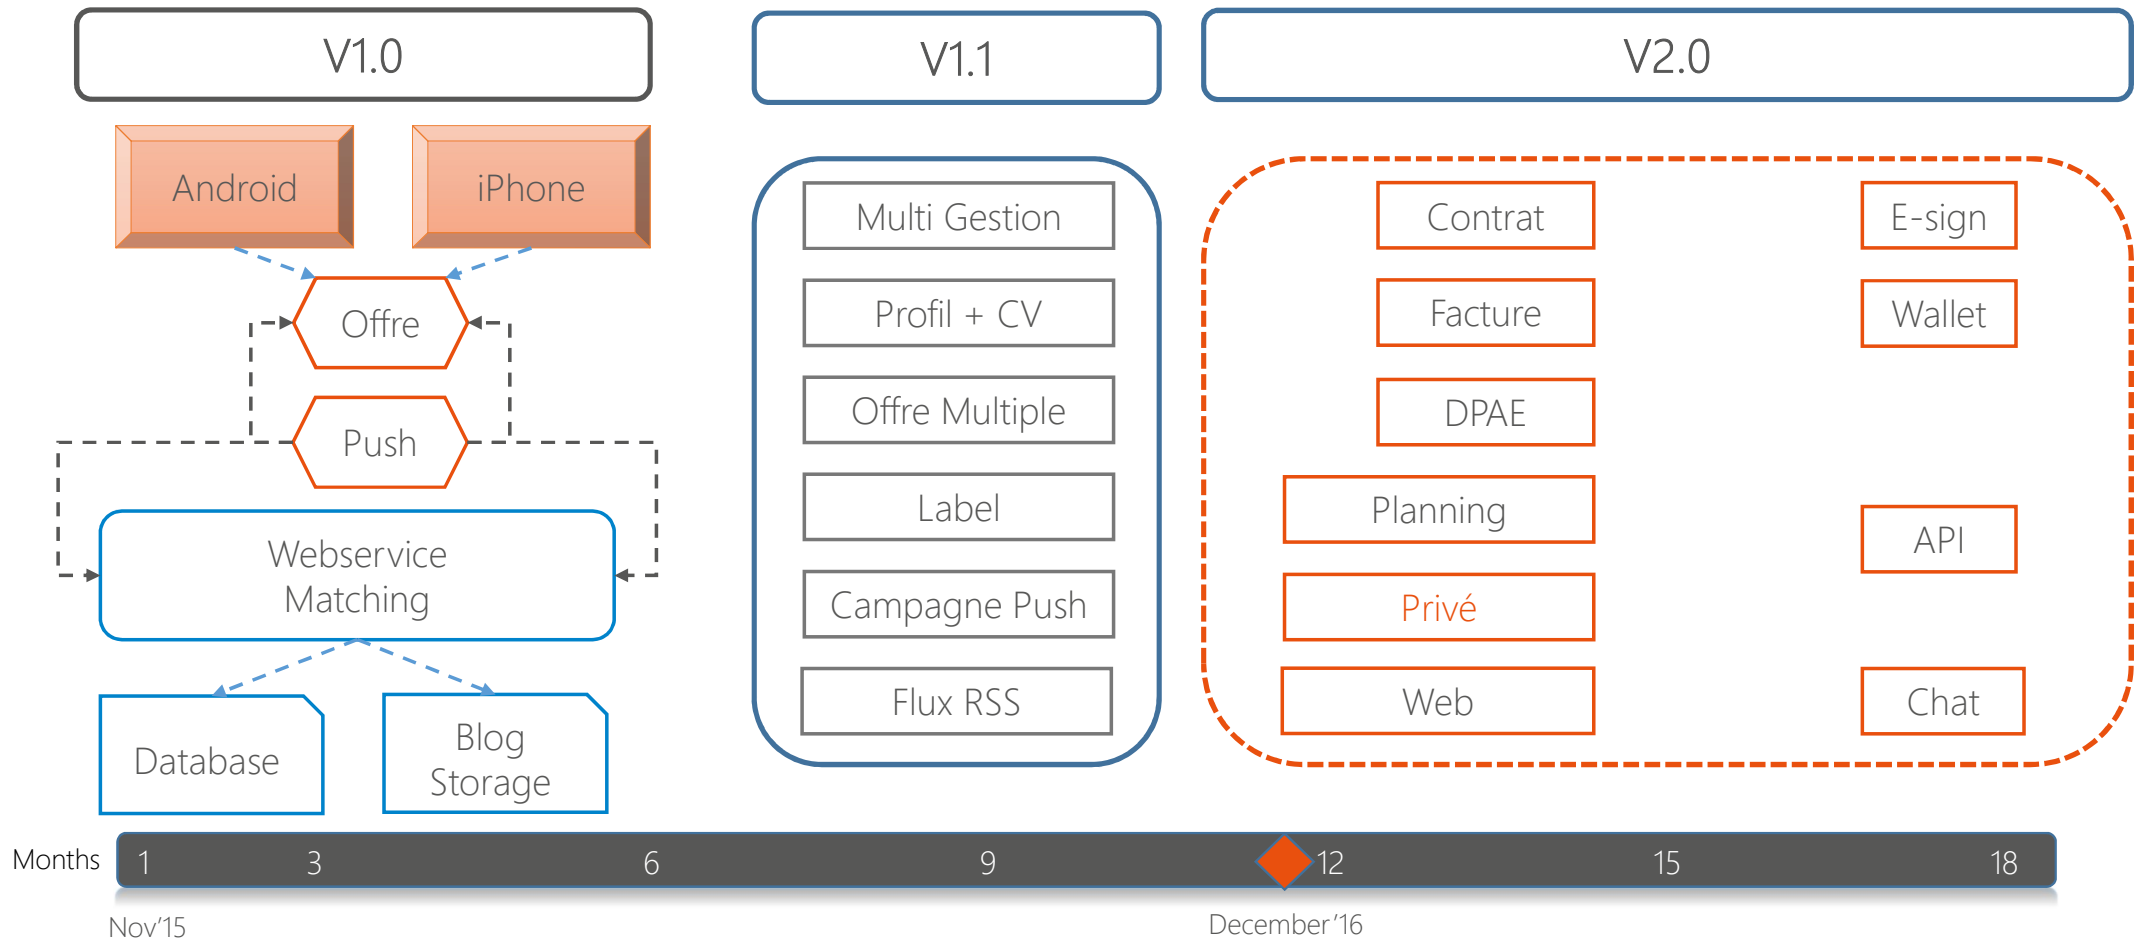 V1.0
V1.1
V2.0
Android
iPhone
Offre
Push
Webservice
Matching
Database
Blog
Storage
Multi Gestion
Profil + CV
Offre Multiple
Label
Campagne Push
Flux RSS
Contrat
Facture
DPAE
Planning
Privé
Web
E-sign
Wallet
API
Chat
Months 1 3 6 9 12 15 18
Nov'15
December'16